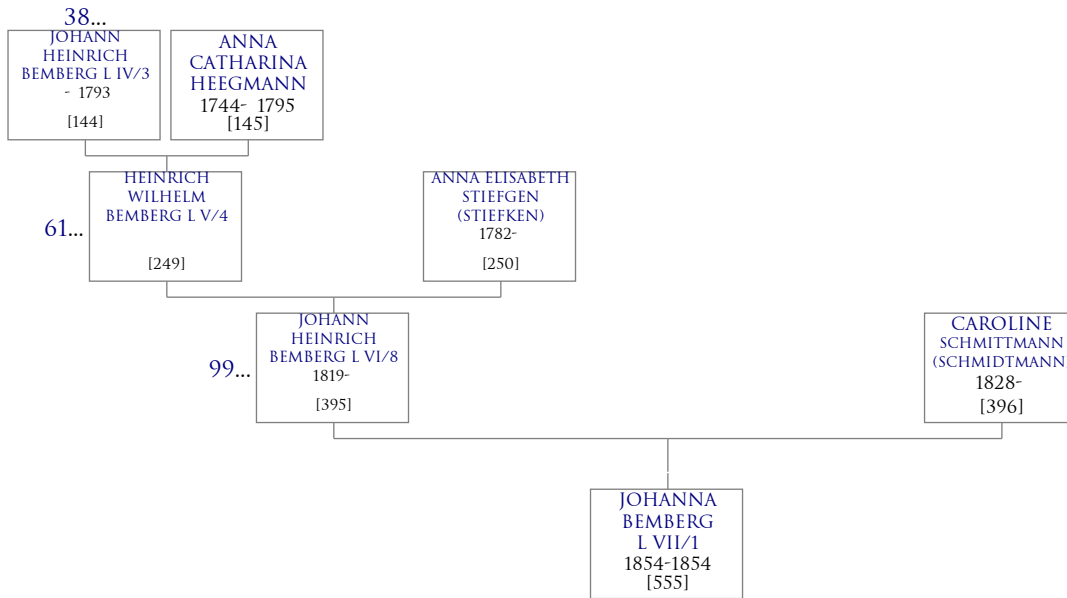 38...
JOHANN
HEINRICH
BEMBERG L IV/3
- 1793
[144]
ANNA
CATHARINA
HEEGMANN
1744- 1795
[145]
61...
HEINRICH
WILHELM
BEMBERG L V/4
[249]
ANNA ELISABETH
STIEFGEN
(STIEFKEN)
1782-
[250]
99...
JOHANN
HEINRICH
BEMBERG L VI/8
1819-
[395]
CAROLINE
SCHMITTMANN
(SCHMIDTMANN)
1828-
[396]
JOHANNA
BEMBERG
L VII/1
1854-1854
[555]